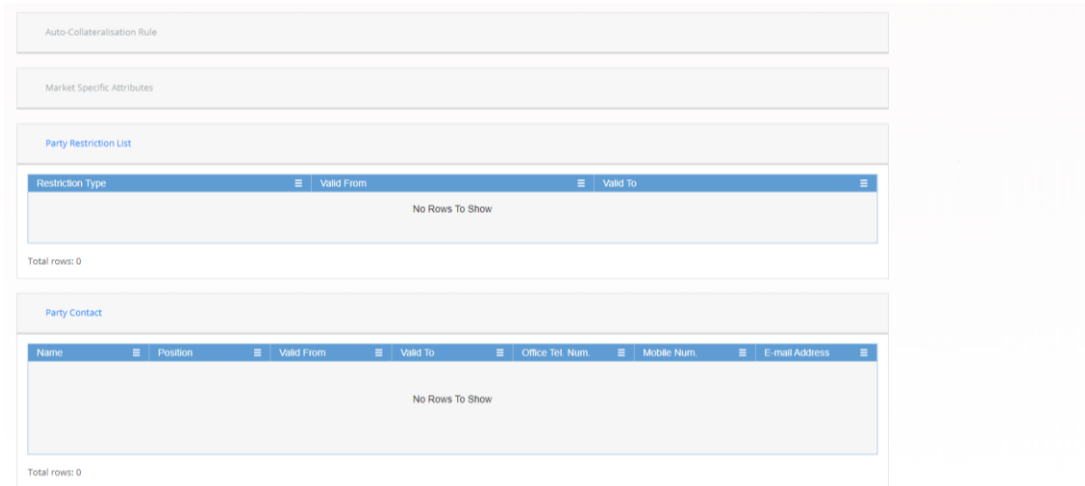 Auto-Collateralisation Rule
Market Specific Attributes
Party Restriction List
Restriction Type Valid From Valid To
No Rows To Show
Total rows: 0
Party Contact
Name Position Valid From Valid To Office Tel. Num. Mobile Num. E-mail Address
No Rows To Show
Total rows: 0